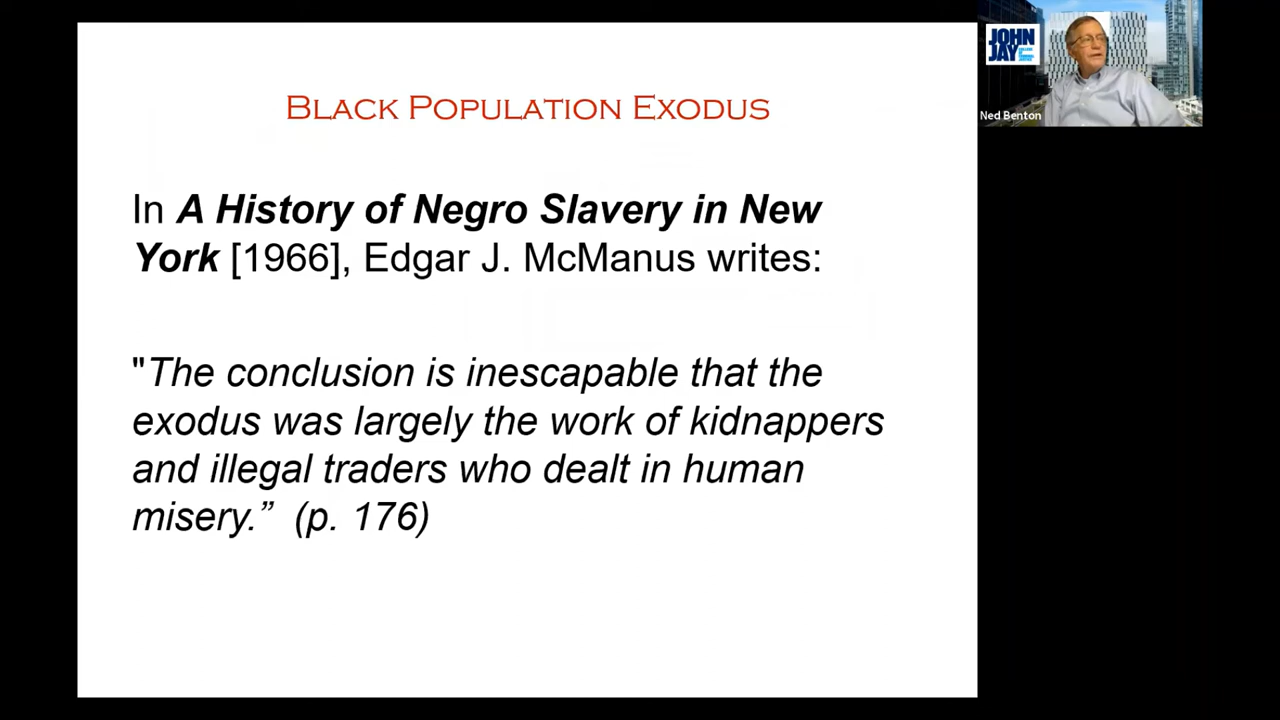 BLACK POPULATION EXODUS
In A History of Negro Slavery in New
York [1966], Edgar J. McManus writes:
"The conclusion is inescapable that the
exodus was largely the work of kidnappers
and illegal traders who dealt in human
misery.” (p. 176)
JOHN
JAY
Ned Benton